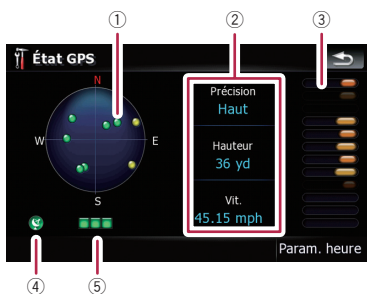 ① ② ③
État GPS
N
W E
S
Précision
Haut
Hauteur
36 yd
Vit.
45.15 mph
Param. heure
④ ⑤